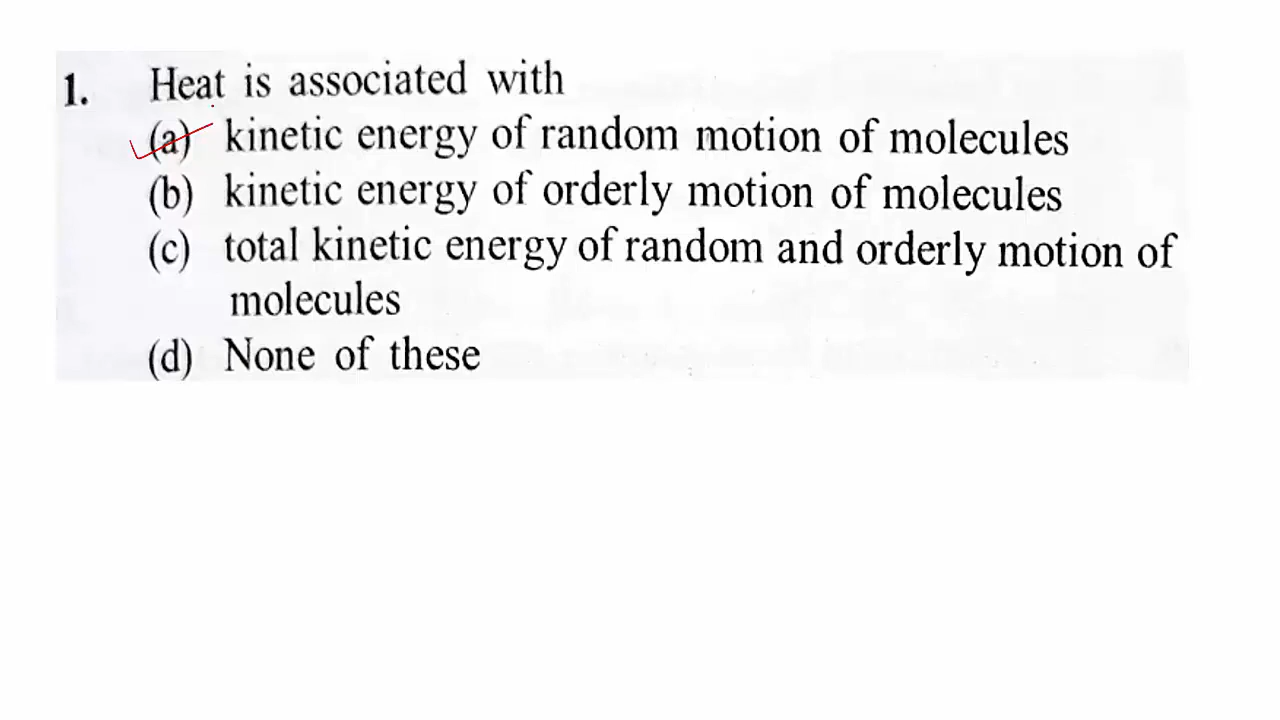 1. Heat is associated with
(a) kinetic energy of random motion of molecules
(b) kinetic energy of orderly motion of molecules
(c) total kinetic energy of random and orderly motion of
molecules
(d) None of these